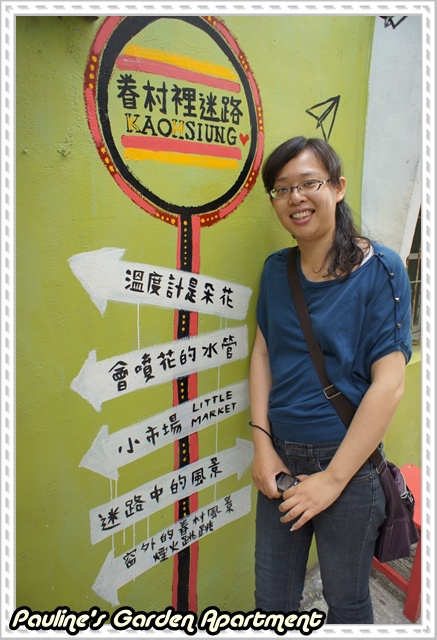 眷村裡迷路
KAOHSIUNG
溫度計是朵花
會噴花的水管
小市場 LITTLE
MARKET
迷路中的風景
窗外的眷村風景
煙火跳跳
Pauline's Garden Apartment